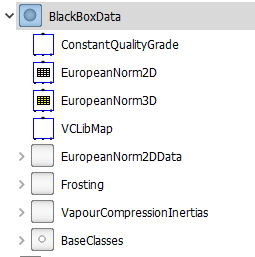 BlackBoxData
ConstantQualityGrade
EuropeanNorm2D
EuropeanNorm3D
VCLibMap
EuropeanNorm2DData
Frosting
VapourCompressionInertias
BaseClasses